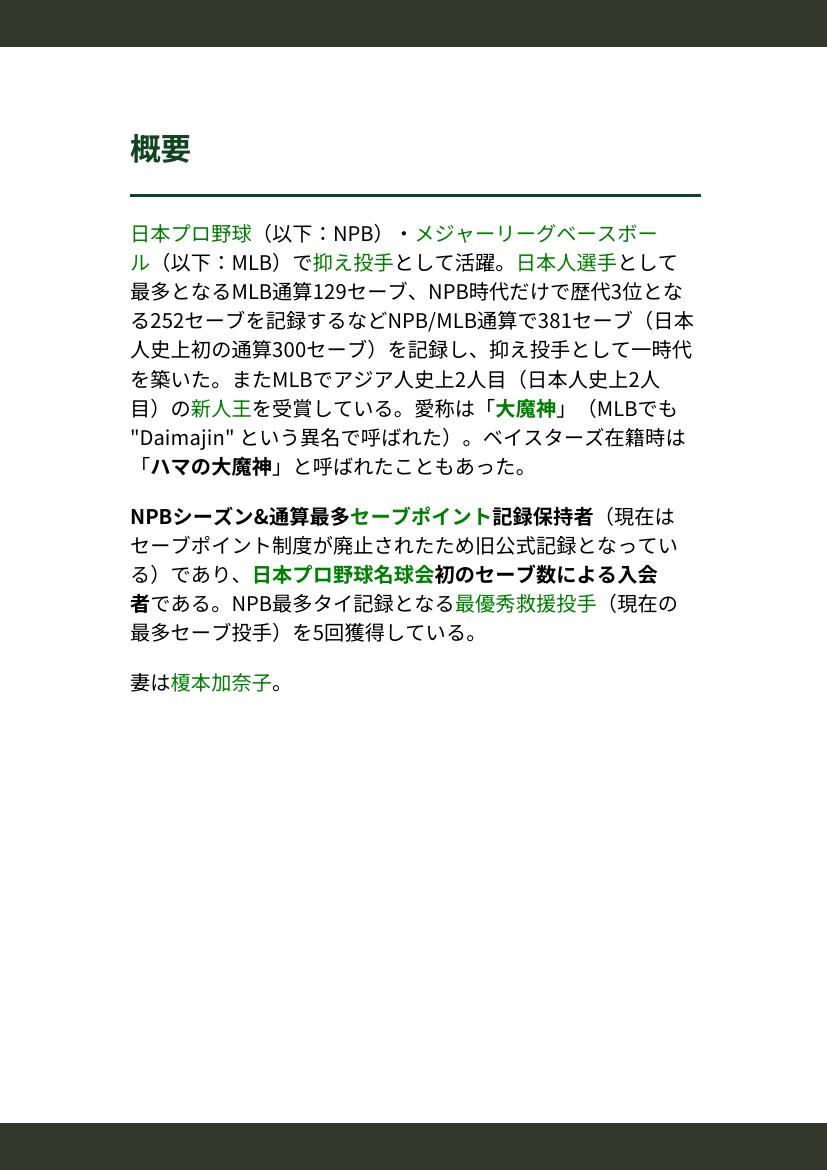 概要
日本プロ野球（以下：NPB）・メジャーリーグベースボー
ル（以下：MLB）で抑え投手として活躍。日本人選手として
最多となるMLB通算129セーブ、NPB時代だけで歴代3位とな
る252セーブを記録するなどNPB/MLB通算で381セーブ（日本
人史上初の通算300セーブ）を記録し、抑え投手として一時代
を築いた。またMLBでアジア人史上2人目（日本人史上2人
目）の新人王を受賞している。愛称は「大魔神」（MLBでも
"Daimajin" という異名で呼ばれた）。ベイスターズ在籍時は
「ハマの大魔神」と呼ばれたこともあった。
NPBシーズン&通算最多セーブポイント記録保持者（現在は
セーブポイント制度が廃止されたため旧公式記録となってい
る）であり、日本プロ野球名球会初のセーブ数による入会
者である。NPB最多タイ記録となる最優秀救援投手（現在の
最多セーブ投手）を5回獲得している。
妻は榎本加奈子。